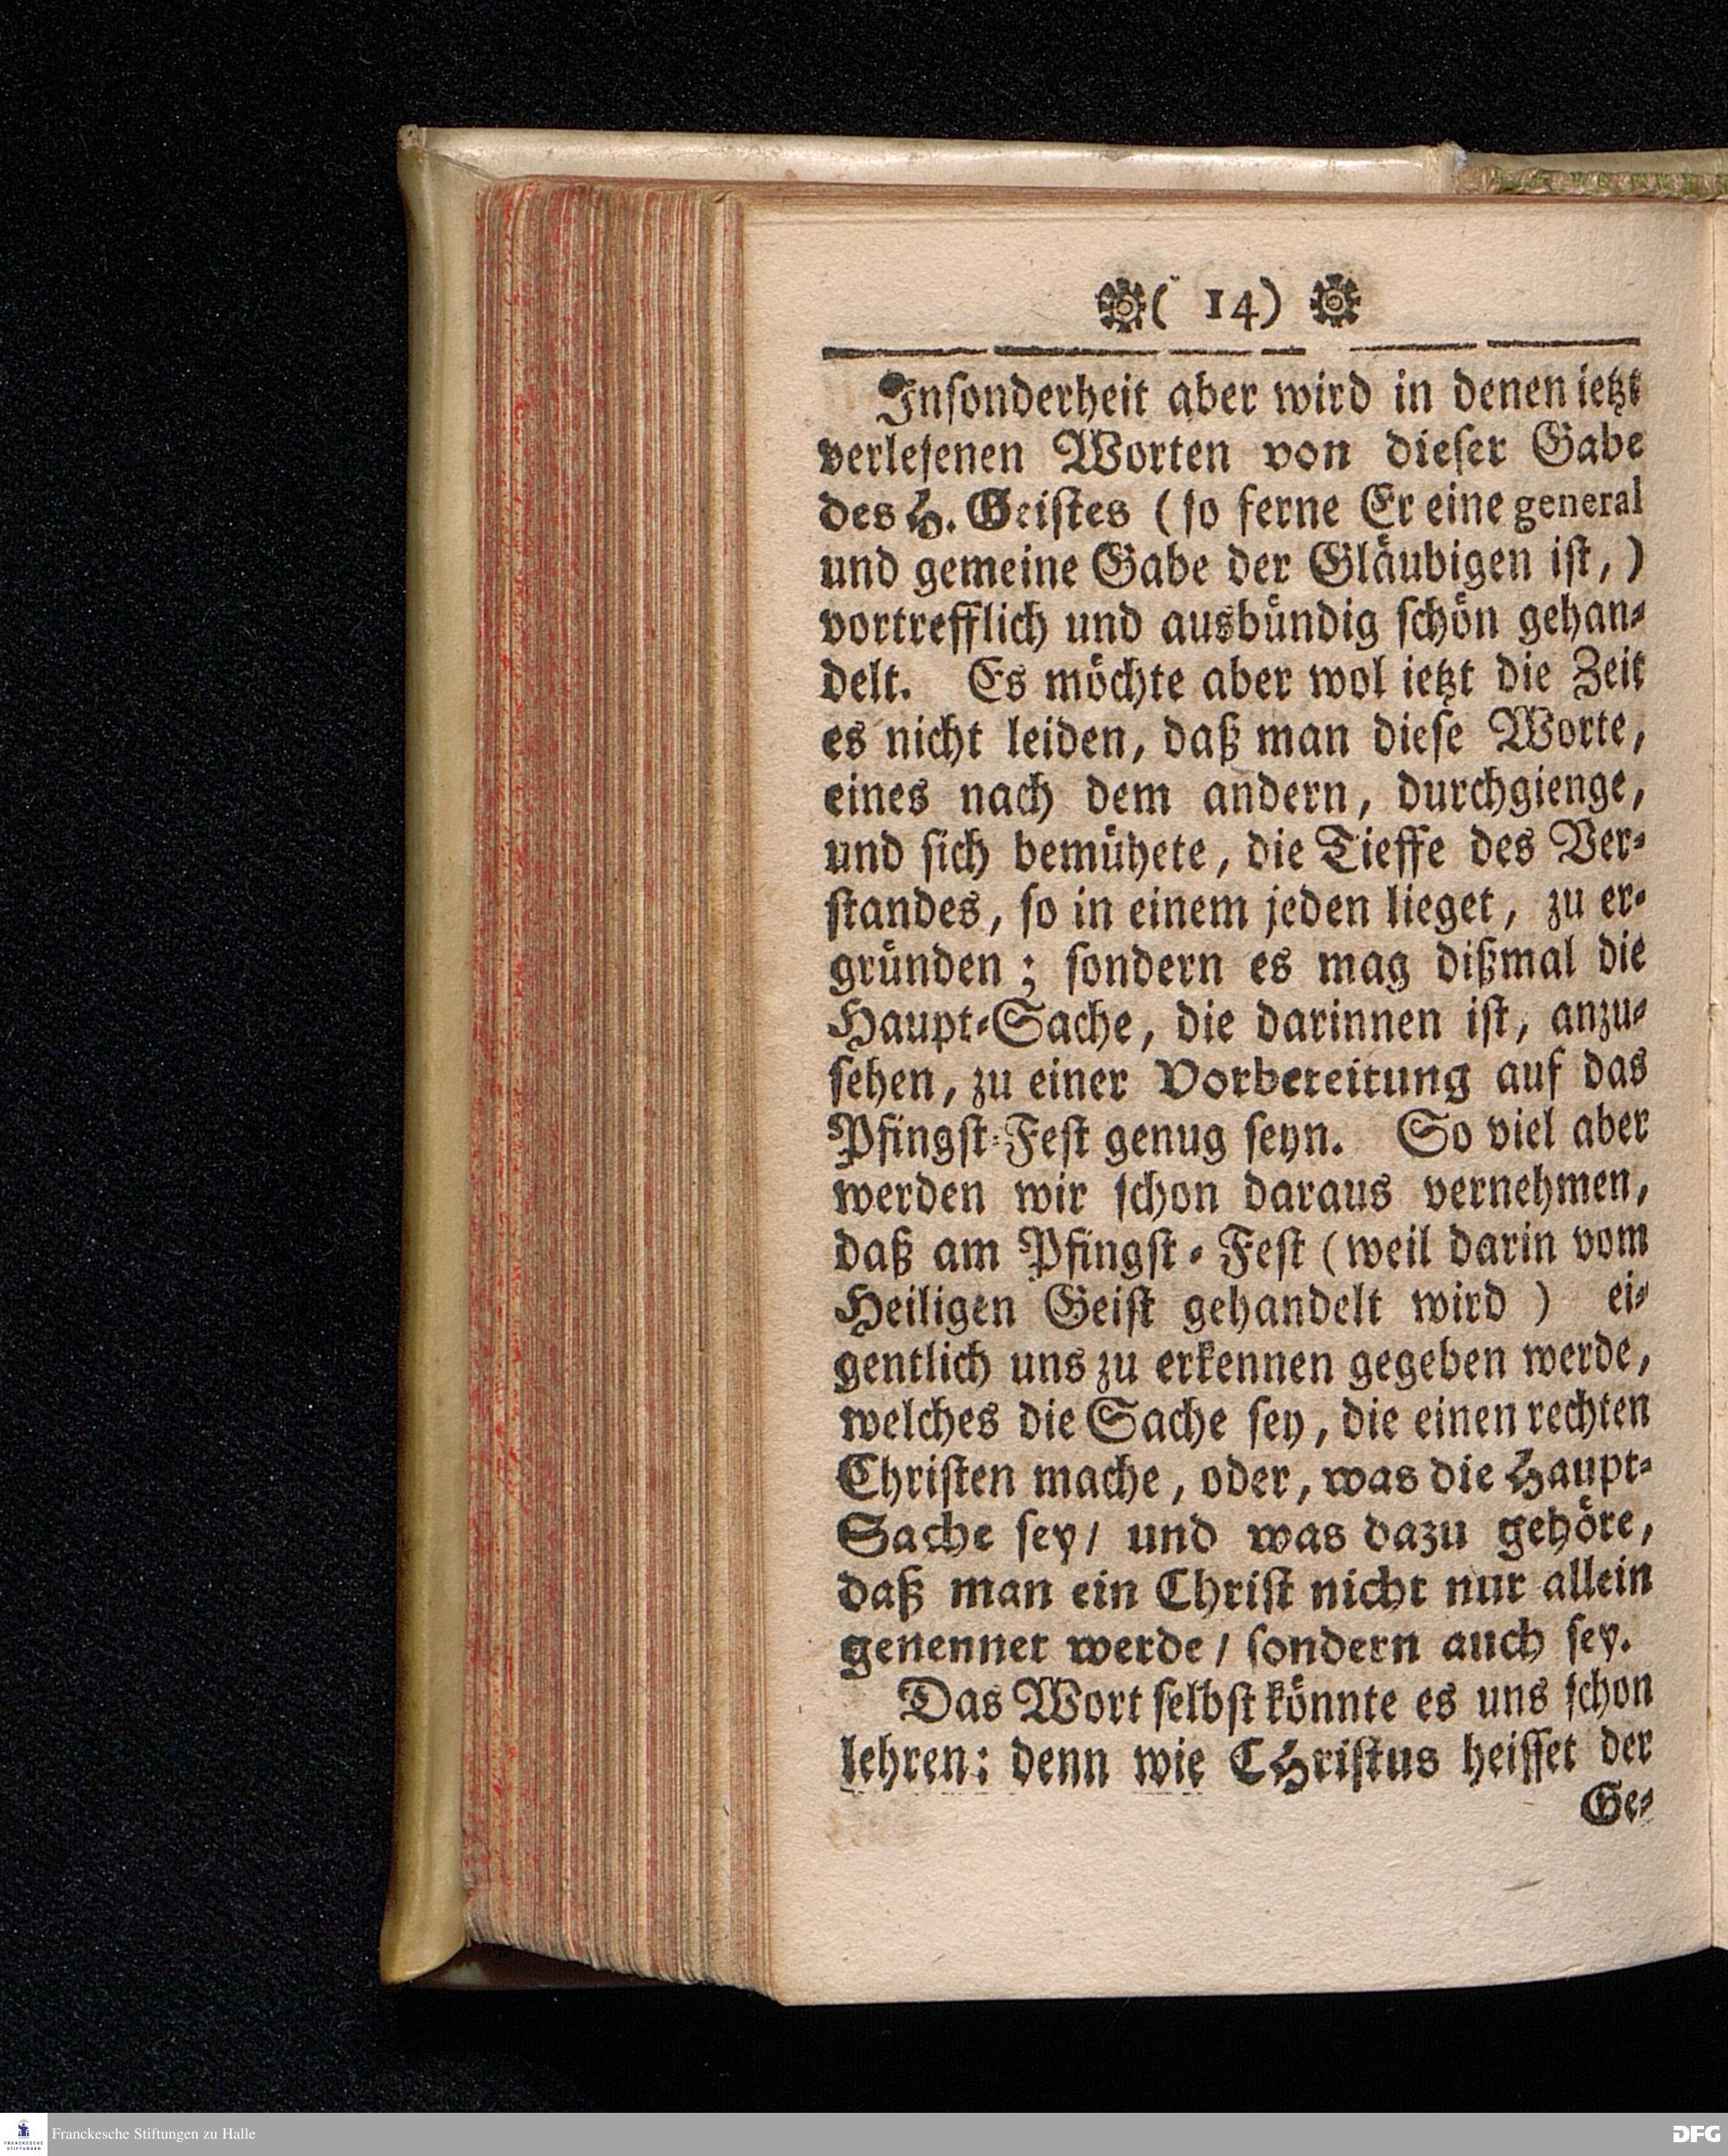 ( 14)
Inſonderheit aber wird in denen ietzt
verleſenen Worten von dieſer Gabe
des H. Geiſtes (ſo ferne Er eine general
und gemeine Gabe der Gläubigen iſt,)
vortrefflich und ausbündig ſchön gehan-
delt. Es möchte aber wol ietzt die Zeit
es nicht leiden, daß man dieſe Worte,
eines nach dem andern, durchgienge,
und ſich bemühete, die Tieffe des Ver-
ſtandes, ſo in einem jeden lieget, zu er-
gründen; ſondern es mag dißmal die
Haupt-Sache, die darinnen iſt, anzu-
ſehen, zu einer Vorbereitung auf das
Pfingſt-Feſt genug ſeyn. So viel aber
werden wir ſchon daraus vernehmen,
daß am Pfingſt-Feſt (weil darin vom
Heiligen Geiſt gehandelt wird) ei-
gentlich uns zu erkennen gegeben werde,
welches die Sache ſey, die einen rechten
Chriſten mache, oder, was die Haupt-
Sache ſey/ und was dazu gehöre,
daß man ein Chriſt nicht nur allein
genennet werde/ ſondern auch ſey.
Das Wort ſelbſt könnte es uns ſchon
lehren: denn wie CHriſtus heiſſet der
Ge-
FRANCKESCHE
STIFTUNGEN
Franckesche Stiftungen zu Halle
DFG